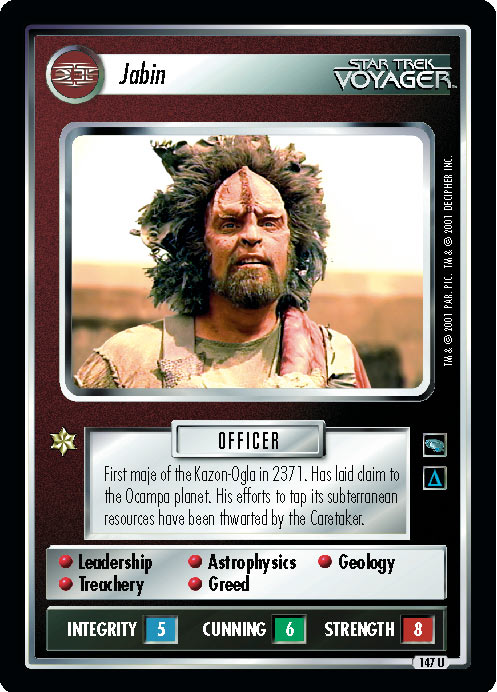 Jabin
STAR TREK
VOYAGER™
TM & © 2001 PAR. PIC. TM & © 2001 DECIPHER INC.
OFFICER
First maje of the Kazon-Ogla in 2371. Has laid claim to
the Ocampa planet. His efforts to tap its subterranean
resources have been thwarted by the Caretaker.
Leadership Astrophysics Geology
Treachery Greed
INTEGRITY 5 CUNNING 6 STRENGTH 8
147 U